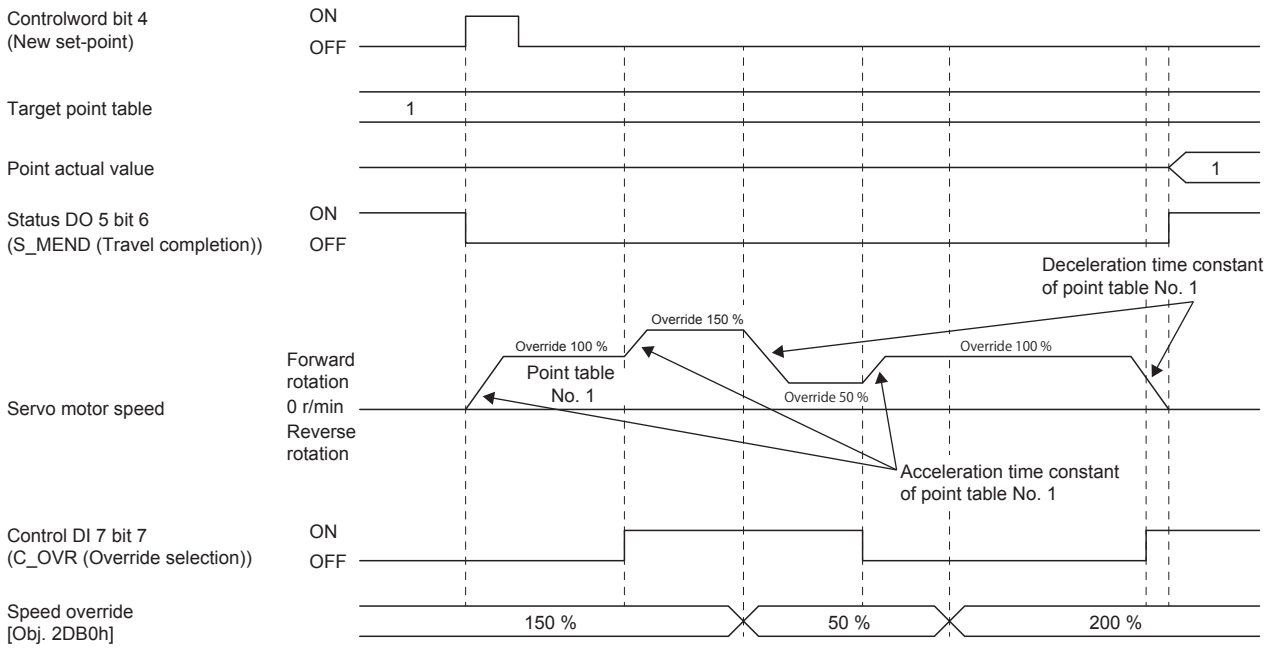 Controlword bit 4
(New set-point)
ON
OFF
Target point table
1
Point actual value
1
Status DO 5 bit 6
(S_MEND (Travel completion))
ON
OFF
Deceleration time constant
of point table No. 1
Servo motor speed
Forward
rotation
0 r/min
Reverse
rotation
Override 100 %
Point table
No. 1
Override 150 %
Override 50 %
Override 100 %
Acceleration time constant
of point table No. 1
Control DI 7 bit 7
(C_OVR (Override selection))
ON
OFF
Speed override
[Obj. 2DB0h]
150 %
50 %
200 %